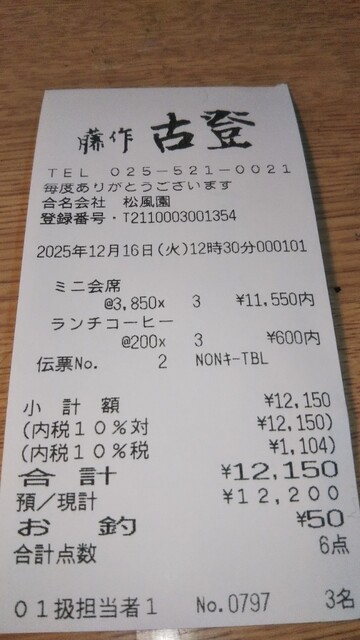 藤作 古登
TEL 025-521-0021
毎度ありがとうございます
合名会社 松風園
登録番号・T2110003001354
2025年12月16日(火)12時30分000101
ミニ会席
@3,850x 3 ¥11,550内
ランチコーヒー
@200x 3 ¥600内
伝票No. 2 NONｷｰTBL
小計額 ¥12,150
(内税10%対 ¥12,150)
(内税10%税 ¥1,104)
合計 ¥12,150
預/現計 ¥12,200
お釣 ¥50
合計点数 6点
01扱担当者1 No.0797 3名